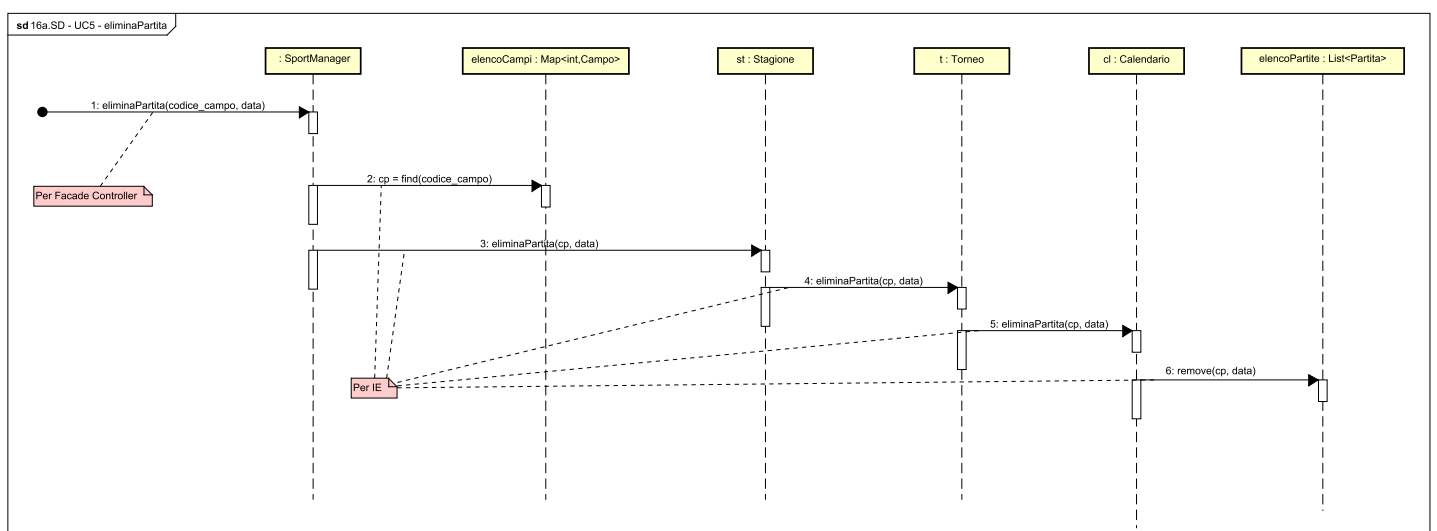 sd 16a.SD - UC5 - eliminaPartita
: SportManager
elencoCampi : Map<int,Campo>
st : Stagione
t : Torneo
cl : Calendario
elencoPartite : List<Partita>
1: eliminaPartita(codice_campo, data)
2: cp = find(codice_campo)
Per Facade Controller
3: eliminaPartita(cp, data)
4: eliminaPartita(cp, data)
5: eliminaPartita(cp, data)
6: remove(cp, data)
Per IE